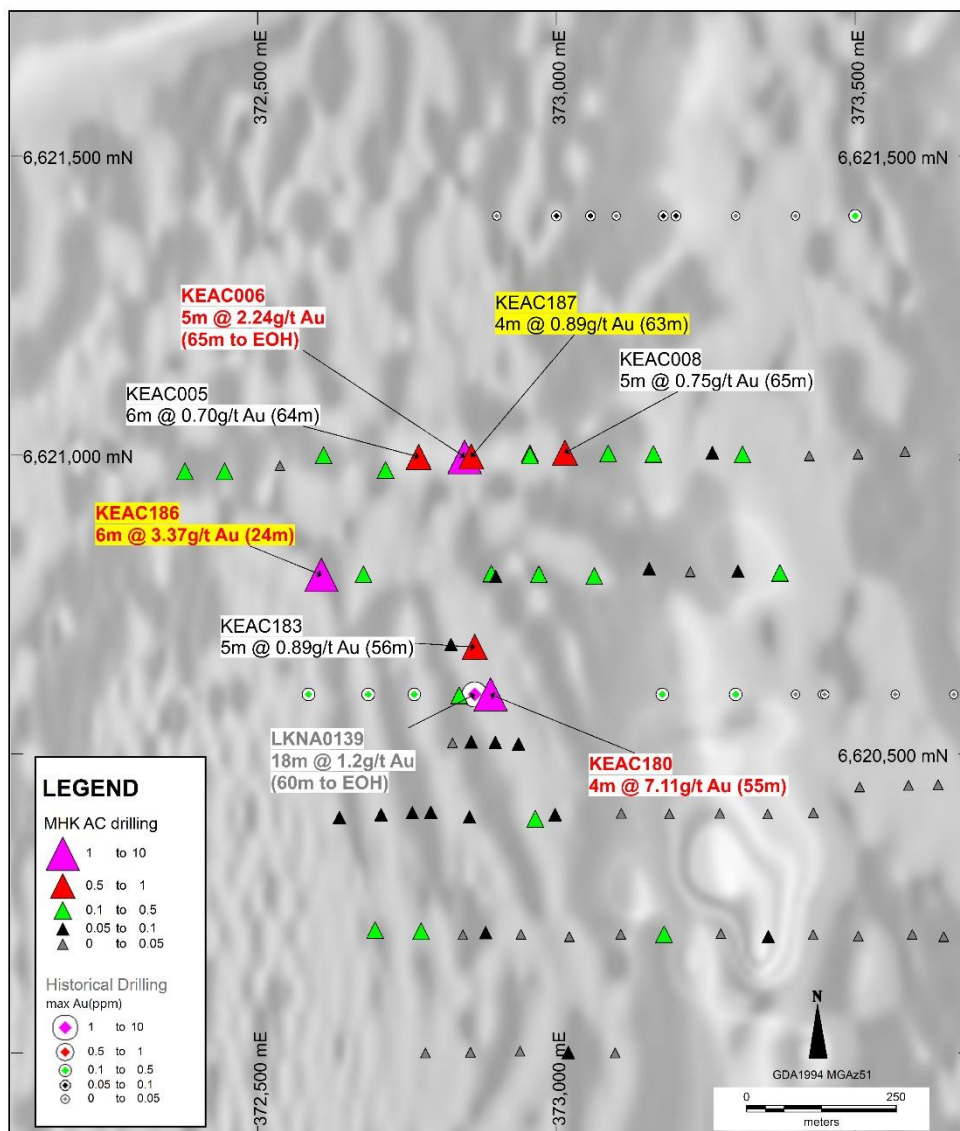 372,500 mE
373,000 mE
373,500 mE
6,621,500 mN
6,621,500 mN
KEAC006
5m @ 2.24g/t Au
(65m to EOH)
KEAC187
4m @ 0.89g/t Au (63m)
KEAC008
5m @ 0.75g/t Au (65m)
KEAC005
6m @ 0.70g/t Au (64m)
6,621,000 mN
6,621,000 mN
KEAC186
6m @ 3.37g/t Au (24m)
KEAC183
5m @ 0.89g/t Au (56m)
LKNA0139
18m @ 1.2g/t Au
(60m to EOH)
KEAC180
4m @ 7.11g/t Au (55m)
6,620,500 mN
LEGEND
MHK AC drilling
1 to 10
0.5 to 1
0.1 to 0.5
0.05 to 0.1
0 to 0.05
Historical Drilling
max Au(ppm)
1 to 10
0.5 to 1
0.1 to 0.5
0.05 to 0.1
0 to 0.05
372,500 mE
373,000 mE
N
GDA1994 MGAz51
0 250
meters